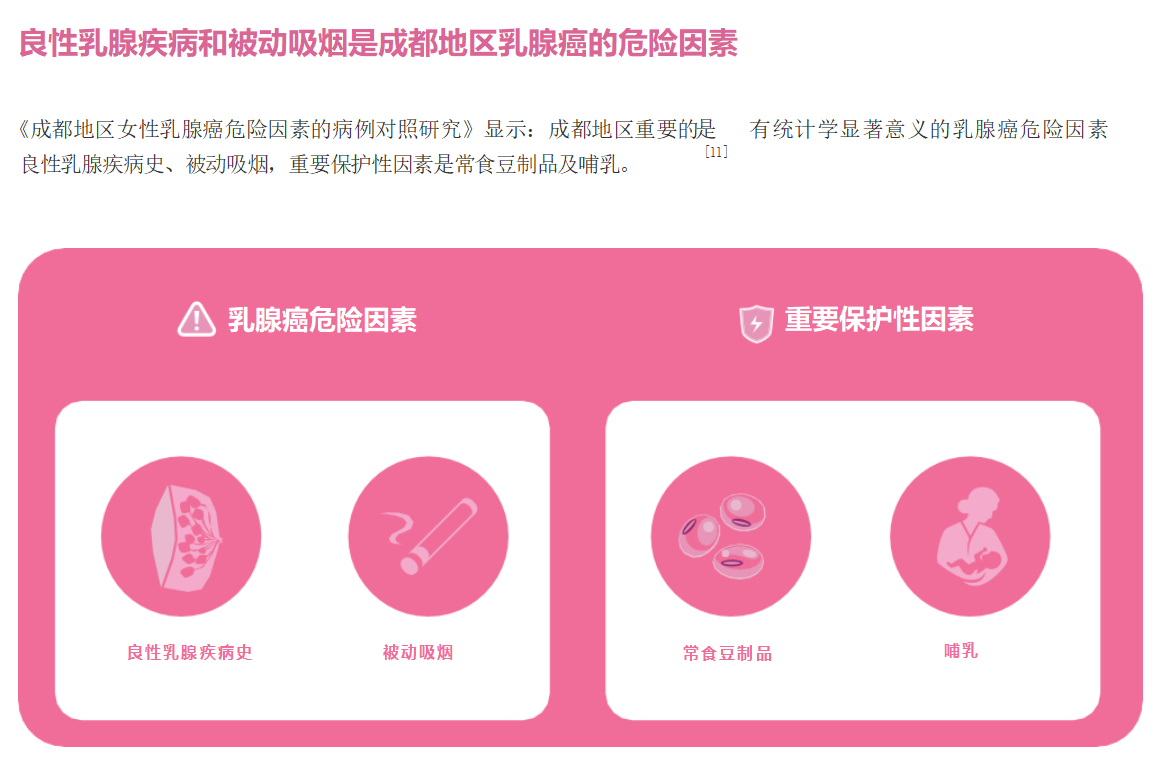 良性乳腺疾病和被动吸烟是成都地区乳腺癌的危险因素
《成都地区女性乳腺癌危险因素的病例对照研究》显示：成都地区重要的是 有统计学显著意义的乳腺癌危险因素
[11]
良性乳腺疾病史、被动吸烟，重要保护性因素是常食豆制品及哺乳。
乳腺癌危险因素
重要保护性因素
良性乳腺疾病史
被动吸烟
常食豆制品
哺乳